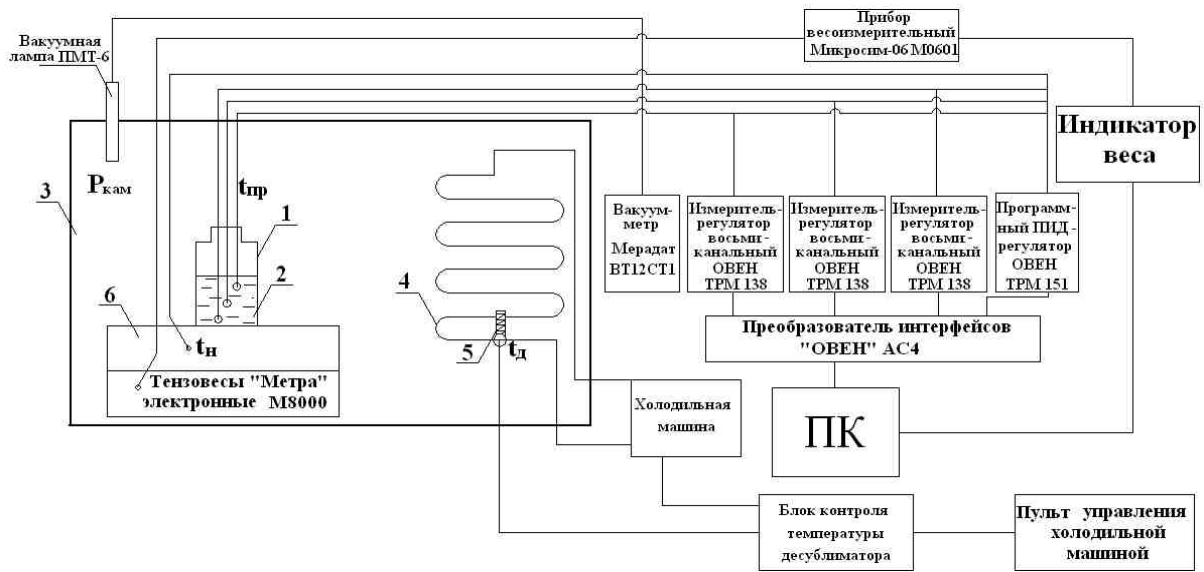 Вакуумная
лампа ПМТ-6
Прибор
весоизмерительный
Микросим-06 М0601
Индикатор
веса
Pкам
3
tпр
1
2
4
6
tн
5
tд
Тензовесы "Метра"
электронные М8000
Вакуум-
метр
Мерадат
ВТ12СТ1
Измеритель-
регулятор
восьми-
канальный
ОВЕН
ТРМ 138
Измеритель-
регулятор
восьми-
канальный
ОВЕН
ТРМ 138
Измеритель-
регулятор
восьми-
канальный
ОВЕН
ТРМ 138
Програм-
ный ПИД-
регулятор
ОВЕН
ТРМ 151
Преобразователь интерфейсов
"ОВЕН" АС4
Холодильная
машина
ПК
Блок контроля
температуры
десублиматора
Пульт управления
холодильной
машиной